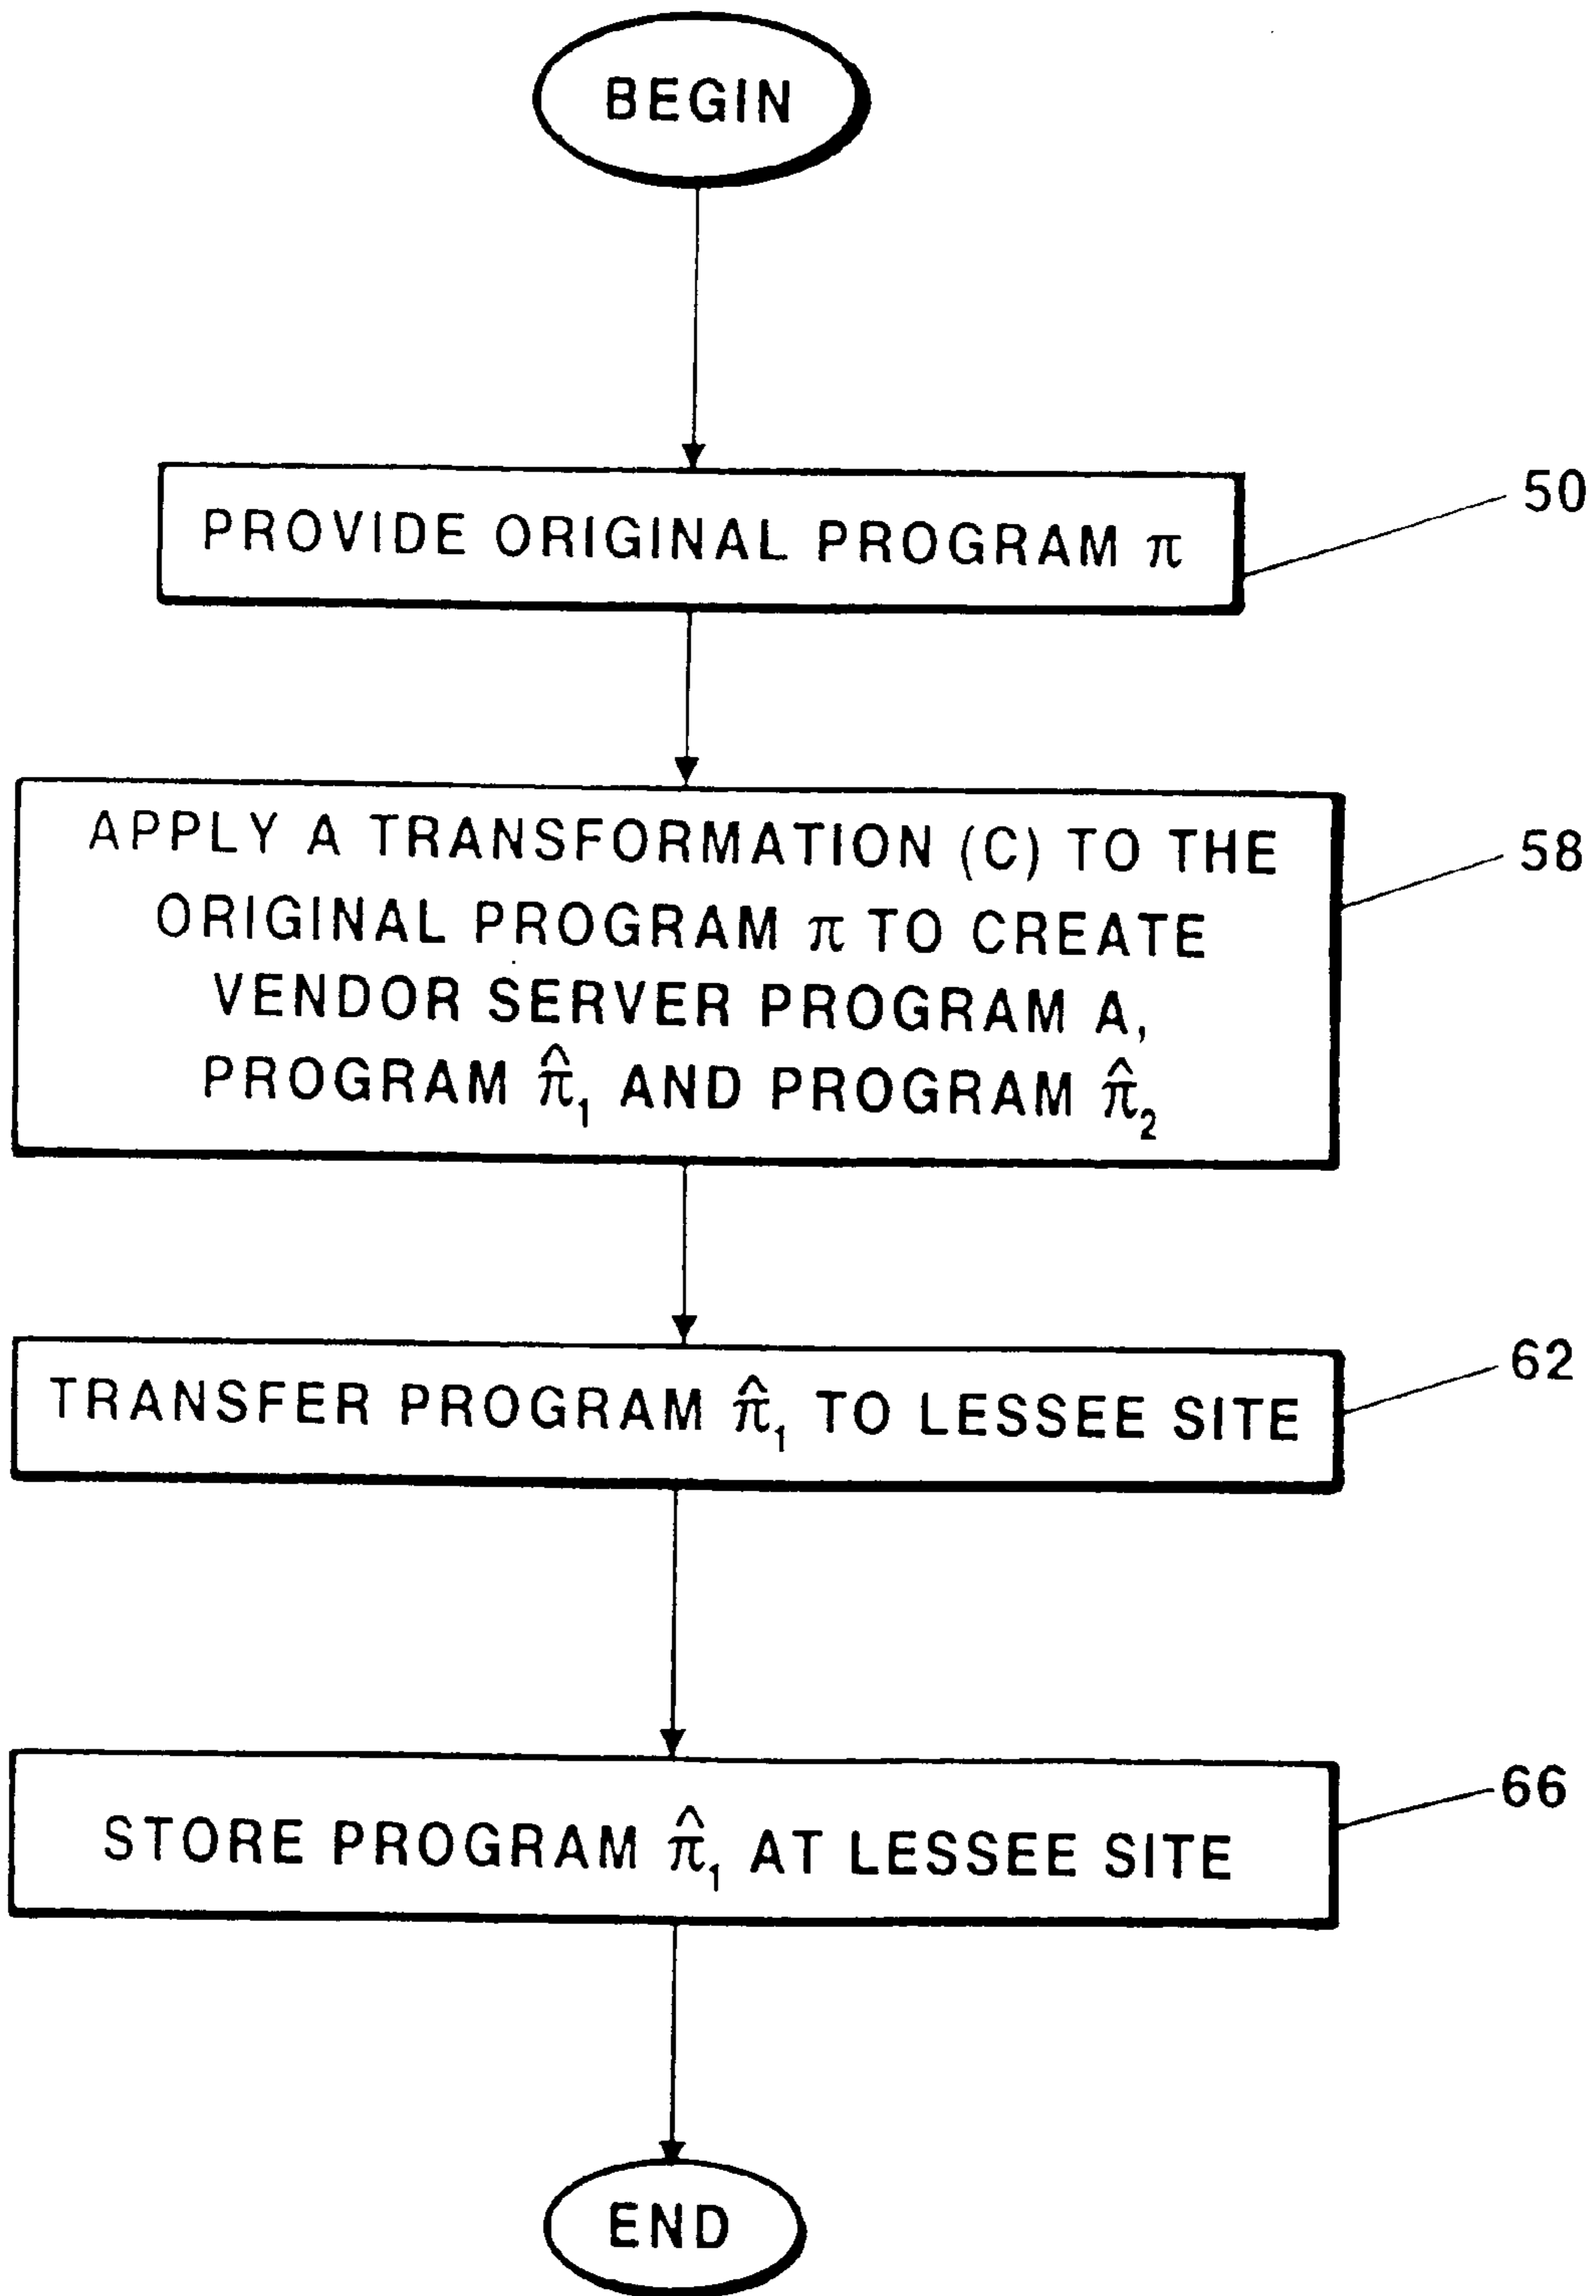 BEGIN
PROVIDE ORIGINAL PROGRAM π
50
APPLY A TRANSFORMATION (C) TO THE
ORIGINAL PROGRAM π TO CREATE
VENDOR SERVER PROGRAM A,
PROGRAM π̂₁ AND PROGRAM π̂₂
58
TRANSFER PROGRAM π̂₁ TO LESSEE SITE
62
STORE PROGRAM π̂₁ AT LESSEE SITE
66
END